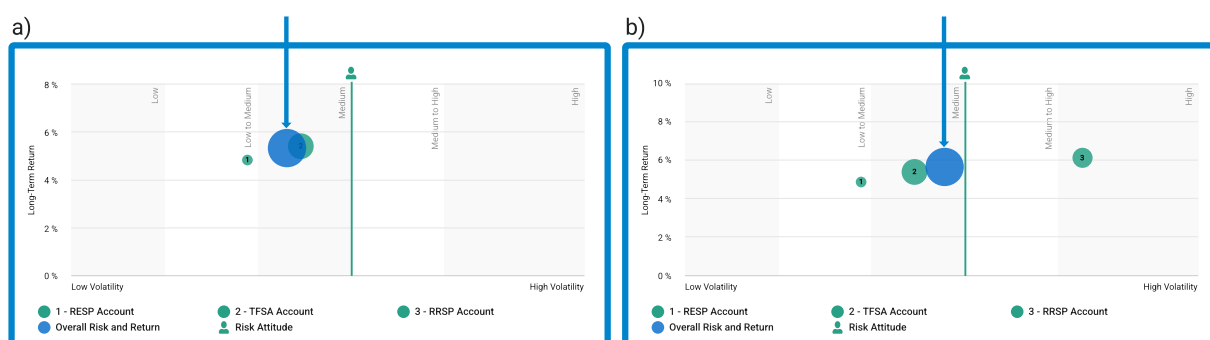 a)
8 %
6 %
4 %
2 %
0 %
Long-Term Return
Low
Low to Medium
Medium
Medium to High
High
1
2
Low Volatility
High Volatility
1 - RESP Account
2 - TFSA Account
3 - RRSP Account
Overall Risk and Return
Risk Attitude
b)
10 %
8 %
6 %
4 %
2 %
0 %
Long-Term Return
Low
Low to Medium
Medium
Medium to High
High
1
2
3
Low Volatility
High Volatility
1 - RESP Account
2 - TFSA Account
3 - RRSP Account
Overall Risk and Return
Risk Attitude